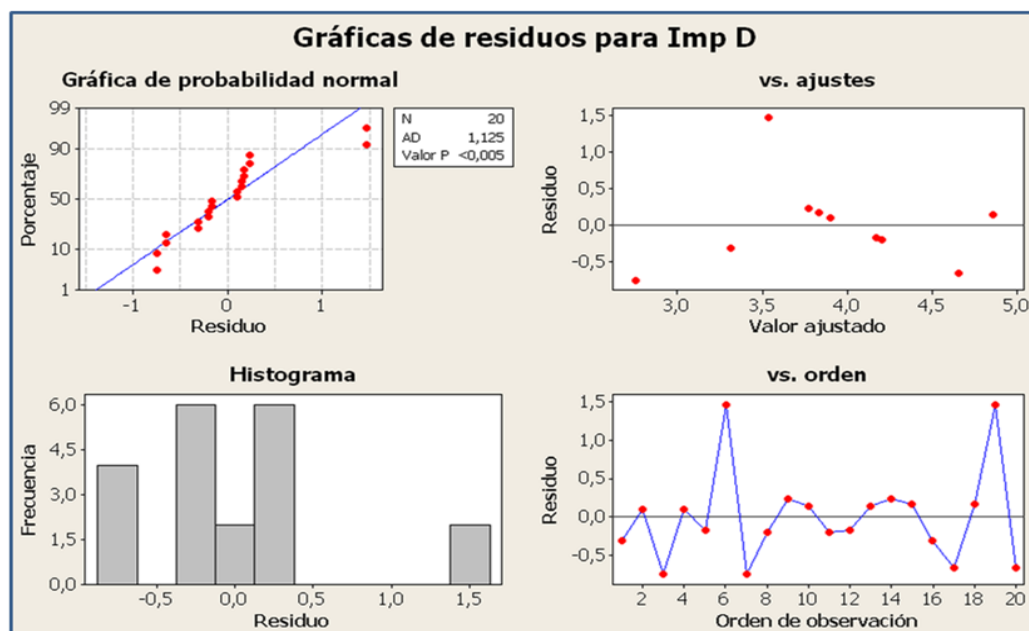 Gráficas de residuos para Imp D
Gráfica de probabilidad normal
99
90
50
10
1
Porcentaje
-1 0 1
Residuo
N 20
AD 1,125
Valor P <0,005
vs. ajustes
1,5
1,0
0,5
0,0
-0,5
Residuo
3,0 3,5 4,0 4,5 5,0
Valor ajustado
Histograma
6,0
4,5
3,0
1,5
0,0
Frecuencia
-0,5 0,0 0,5 1,0 1,5
Residuo
vs. orden
1,5
1,0
0,5
0,0
-0,5
Residuo
2 4 6 8 10 12 14 16 18 20
Orden de observación